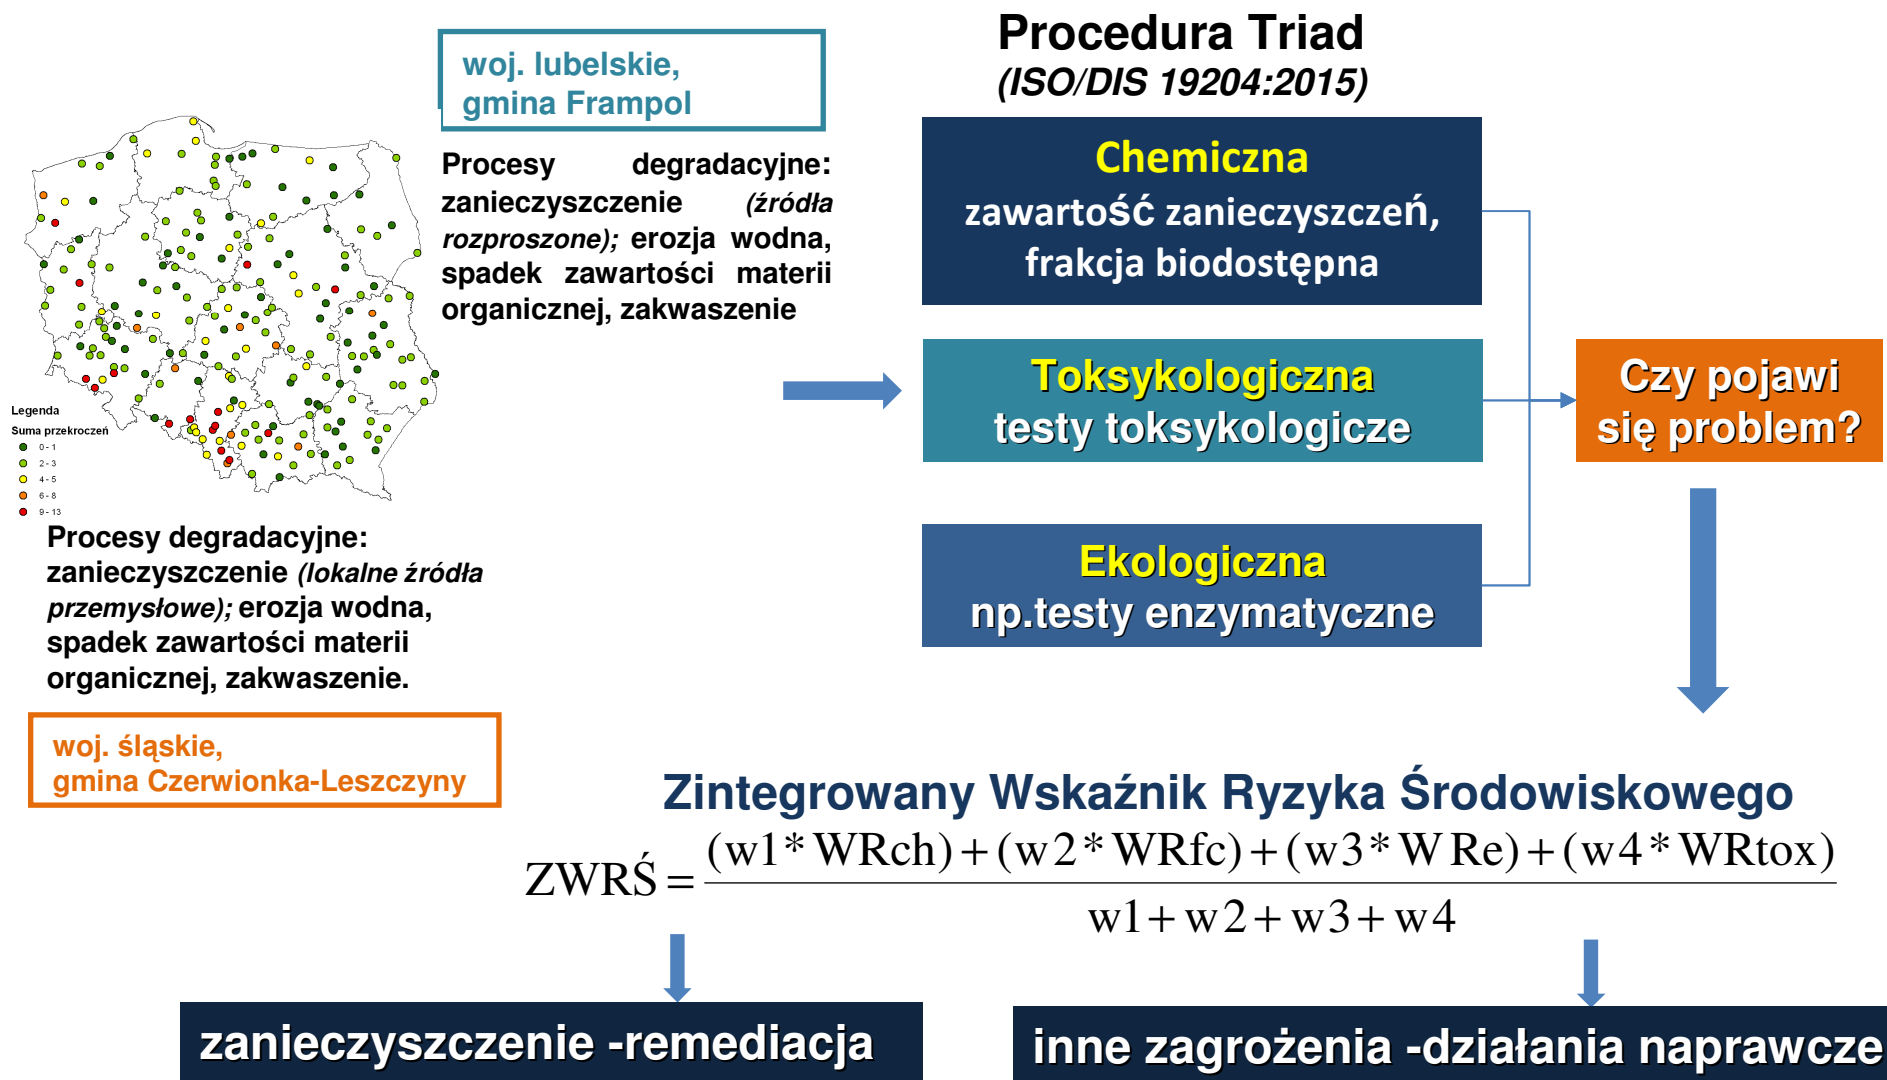 woj. lubelskie,
gmina Frampol
Procesy degradacyjne:
zanieczyszczenie (źródła
rozproszone); erozja wodna,
spadek zawartości materii
organicznej, zakwaszenie
Legenda
Suma przekroczeń
0 - 1
2 - 3
4 - 5
6 - 8
9 - 13
Procesy degradacyjne:
zanieczyszczenie (lokalne źródła
przemysłowe); erozja wodna,
spadek zawartości materii
organicznej, zakwaszenie.
woj. śląskie,
gmina Czerwionka-Leszczyny
Procedura Triad
(ISO/DIS 19204:2015)
Chemiczna
zawartość zanieczyszczeń,
frakcja biodostępna
Toksykologiczna
testy toksykologicze
Ekologiczna
np.testy enzymatyczne
Czy pojawi
się problem?
Zintegrowany Wskaźnik Ryzyka Środowiskowego
ZWRŚ = (w1* WRch) + (w2* WRfc) + (w3* W Re) + (w4* WRtox)
w1+ w2 + w3 + w4
zanieczyszczenie -remediacja
inne zagrożenia -działania naprawcze